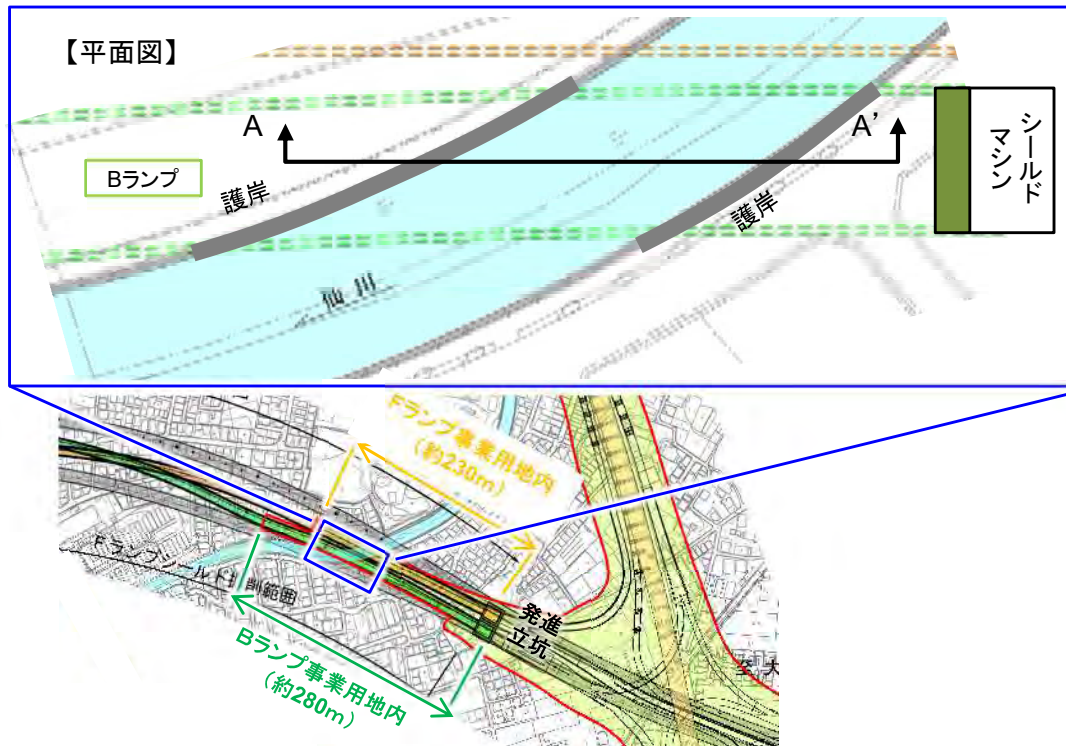 【平面図】
A
A’
Bランプ
護岸
護岸
仙川
シールド
マシン
Fランプ事業用地内
(約230m)
Fランプシールド掘削範囲
発進
立坑
Bランプ事業用地内
(約280m)
至 大